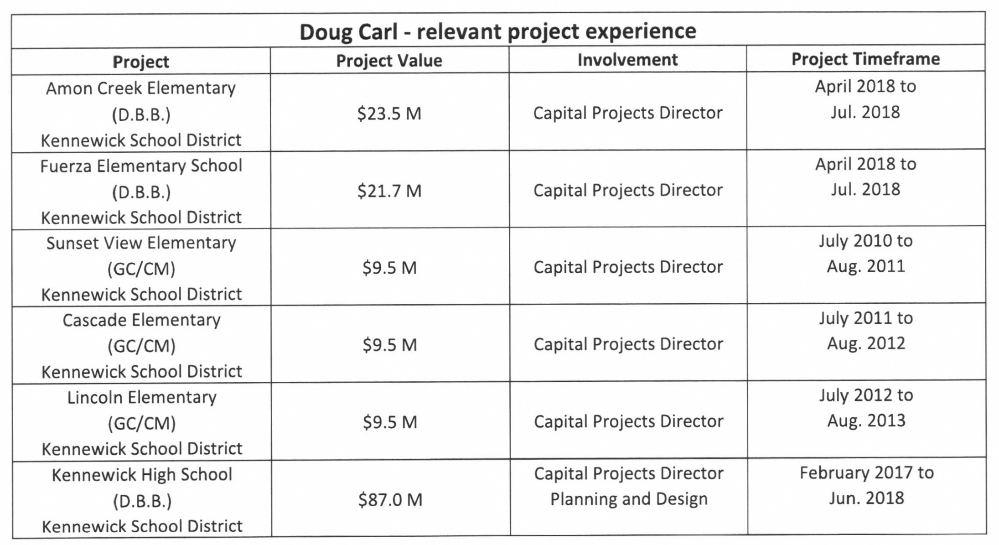 Doug Carl - relevant project experience
Project Project Value Involvement Project Timeframe
Amon Creek Elementary
(D.B.B.)
Kennewick School District
$23.5 M
Capital Projects Director
April 2018 to
Jul. 2018
Fuerza Elementary School
(D.B.B.)
Kennewick School District
$21.7 M
Capital Projects Director
April 2018 to
Jul. 2018
Sunset View Elementary
(GC/CM)
Kennewick School District
$9.5 M
Capital Projects Director
July 2010 to
Aug. 2011
Cascade Elementary
(GC/CM)
Kennewick School District
$9.5 M
Capital Projects Director
July 2011 to
Aug. 2012
Lincoln Elementary
(GC/CM)
Kennewick School District
$9.5 M
Capital Projects Director
July 2012 to
Aug. 2013
Kennewick High School
(D.B.B.)
Kennewick School District
$87.0 M
Capital Projects Director
Planning and Design
February 2017 to
Jun. 2018